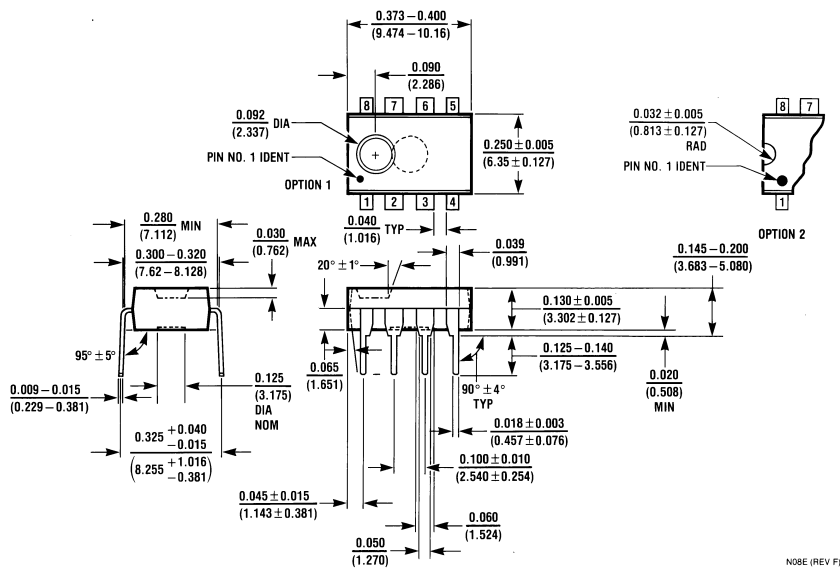 0.373 – 0.400
(9.474 – 10.16)
0.090
(2.286)
8 7 6 5
0.092 DIA
(2.337)
PIN NO. 1 IDENT
OPTION 1
0.250 ± 0.005
(6.35 ± 0.127)
1 2 3 4
8 7
0.032 ± 0.005
(0.813 ± 0.127)
RAD
PIN NO. 1 IDENT
1
OPTION 2
0.280 MIN
(7.112)
0.300 – 0.320
(7.62 – 8.128)
0.030 MAX
(0.762)
0.040 TYP
(1.016)
0.039
(0.991)
20° ± 1°
0.145 – 0.200
(3.683 – 5.080)
0.130 ± 0.005
(3.302 ± 0.127)
95° ± 5°
0.065
(1.651)
0.125 – 0.140
(3.175 – 3.556)
90° ± 4°
TYP
0.020
(0.508)
MIN
0.009 – 0.015
(0.229 – 0.381)
0.125
(3.175)
DIA
NOM
0.018 ± 0.003
(0.457 ± 0.076)
0.325 +0.040 –0.015
(8.255 +1.016 –0.381)
0.100 ± 0.010
(2.540 ± 0.254)
0.045 ± 0.015
(1.143 ± 0.381)
0.060
(1.524)
0.050
(1.270)
N08E (REV F)